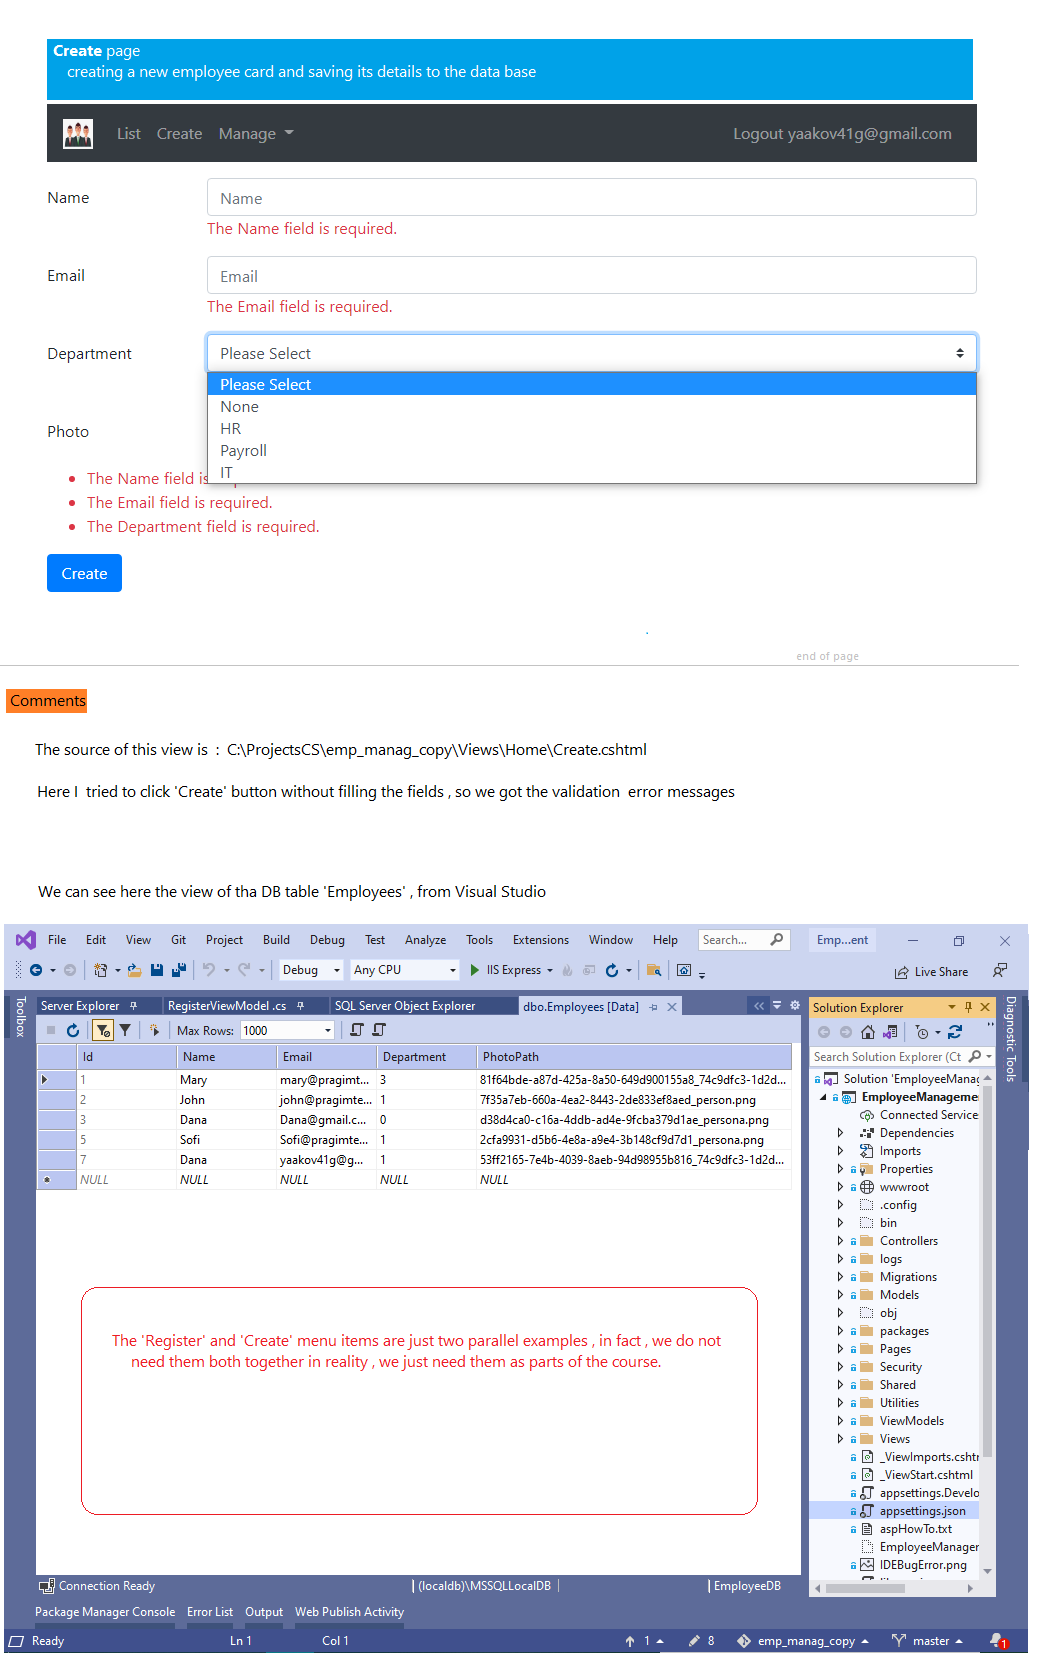 Create page
creating a new employee card and saving its details to the data base
List Create Manage Logout yaakov41g@gmail.com
Name Name
The Name field is required.
Email Email
The Email field is required.
Department Please Select
Please Select
None
HR
Photo
Payroll
IT
The Name field is
The Email field is required.
The Department field is required.
Create
end of page
Comments
The source of this view is : C:\ProjectsCS\emp_manag_copy\Views\Home\Create.cshtml
Here I tried to click 'Create' button without filling the fields , so we got the validation error messages
We can see here the view of tha DB table 'Employees' , from Visual Studio
File Edit View Git Project Build Debug Test Analyze Tools Extensions Window Help Search... Emp...ent
Debug Any CPU IIS Express Live Share
Toolbox
Server Explorer RegisterViewModel.cs SQL Server Object Explorer dbo.Employees [Data]
Max Rows: 1000
Id Name Email Department PhotoPath
1 Mary mary@pragimt... 3 81f64bde-a87d-425a-8a50-649d900155a8_74c9dfc3-1d2d...
2 John john@pragimte... 1 7f35a7eb-660a-4ea2-8443-2de833ef8aed_person.png
3 Dana Dana@gmail.c... 0 d38d4ca0-c16a-4ddb-ad4e-9fcba379d1ae_persona.png
5 Sofi Sofi@pragimte... 1 2cfa9931-d5b6-4e8a-a9e4-3b148cf9d7d1_persona.png
7 Dana yaakov41g@g... 1 53ff2165-7e4b-4039-8aeb-94d98955b816_74c9dfc3-1d2d...
NULL NULL NULL NULL NULL
The 'Register' and 'Create' menu items are just two parallel examples , in fact , we do not
need them both together in reality , we just need them as parts of the course.
Connection Ready (localdb)\MSSQLLocalDB EmployeeDB
Solution Explorer
Search Solution Explorer (Ct
Solution 'EmployeeManag
EmployeeManageme
Connected Service
Dependencies
Imports
Properties
wwwroot
.config
bin
Controllers
logs
Migrations
Models
obj
packages
Pages
Security
Shared
Utilities
ViewModels
Views
_ViewImports.cshtr
_ViewStart.cshtml
appsettings.Develo
appsettings.json
aspHowTo.txt
EmployeeManager
IDEBugError.png
Diagnostic Tools
Package Manager Console Error List Output Web Publish Activity
Ready Ln 1 Col 1 1 8 emp_manag_copy master 1